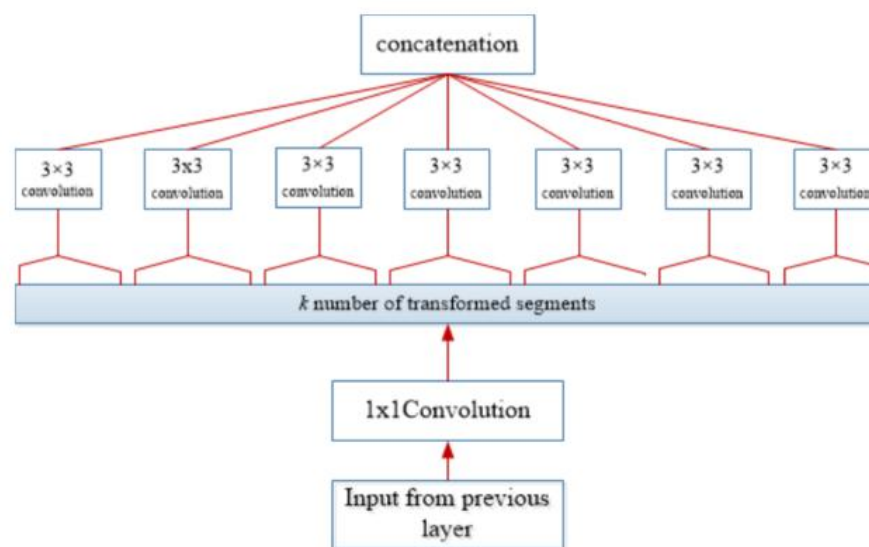 concatenation
3×3
convolution
3x3
convolution
3×3
convolution
3×3
convolution
3×3
convolution
3×3
convolution
3×3
convolution
k number of transformed segments
1x1Convolution
Input from previous
layer